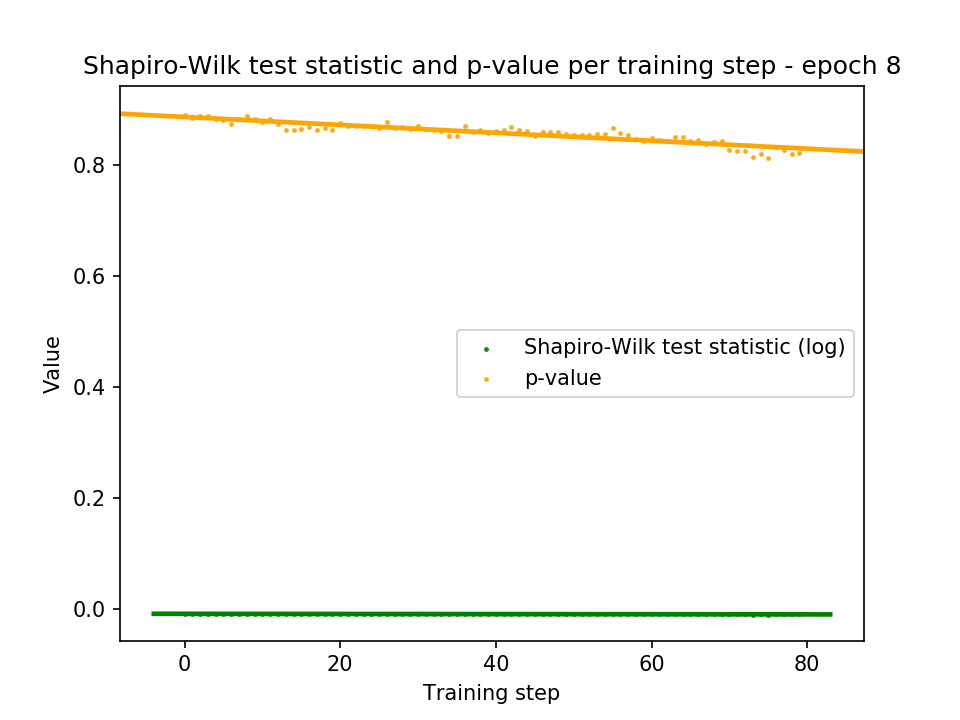 Shapiro-Wilk test statistic and p-value per training step - epoch 8
0.8
0.6
0.4
0.2
0.0
Value
Shapiro-Wilk test statistic (log)
p-value
0 20 40 60 80
Training step